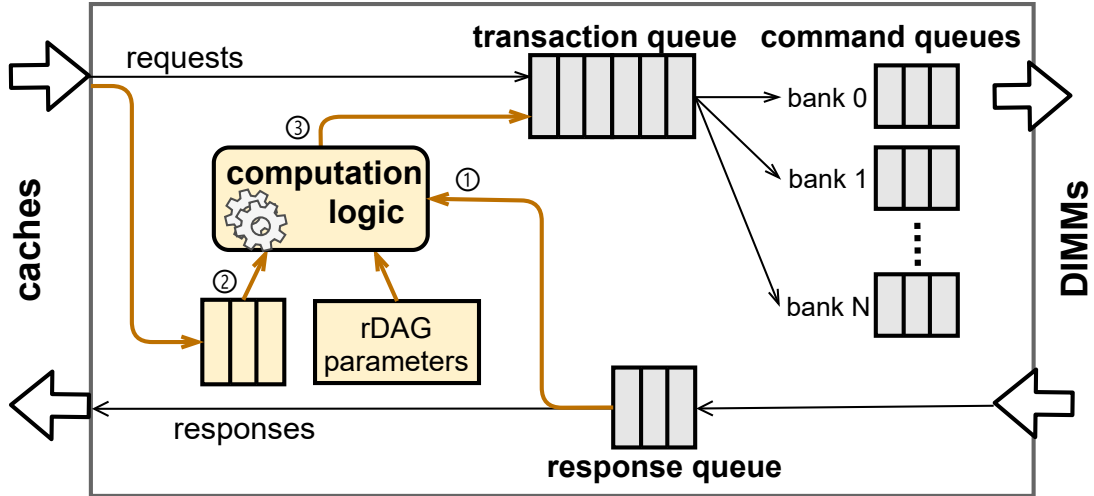 transaction queue
command queues
requests
bank 0
③
computation
logic
①
bank 1
caches
DIMMs
②
bank N
rDAG
parameters
responses
response queue